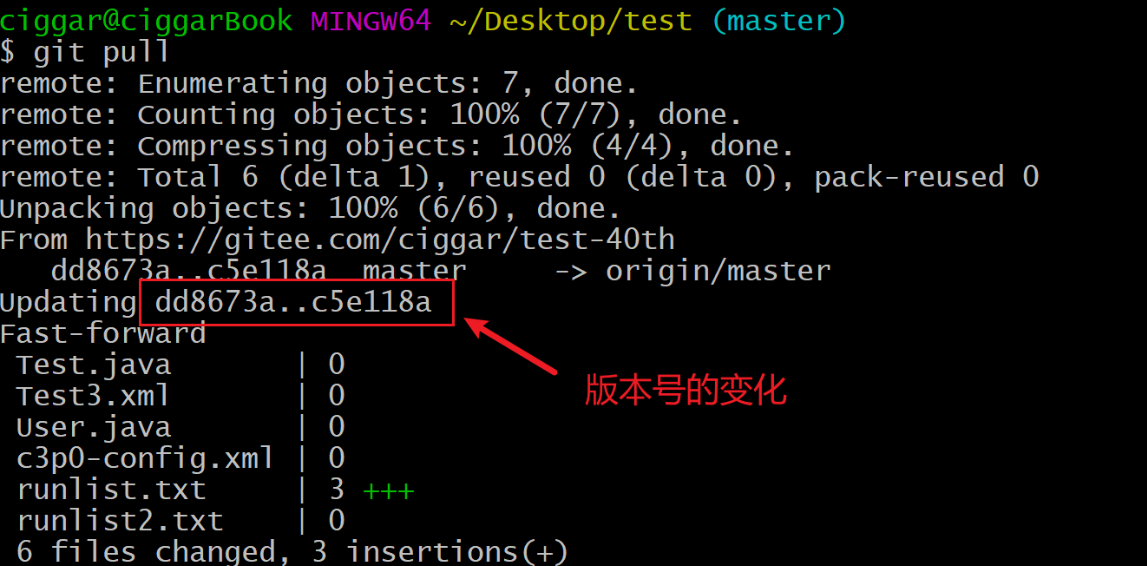 ciggar@ciggarBook MINGW64 ~/Desktop/test (master)
$ git pull
remote: Enumerating objects: 7, done.
remote: Counting objects: 100% (7/7), done.
remote: Compressing objects: 100% (4/4), done.
remote: Total 6 (delta 1), reused 0 (delta 0), pack-reused 0
Unpacking objects: 100% (6/6), done.
From https://gitee.com/ciggar/test-40th
   dd8673a..c5e118a  master     -> origin/master
Updating dd8673a..c5e118a
Fast-forward
 Test.java       | 0
 Test3.xml       | 0
版本号的变化
 User.java       | 0
 c3p0-config.xml | 0
 runlist.txt     | 3 +++
 runlist2.txt    | 0
 6 files changed, 3 insertions(+)